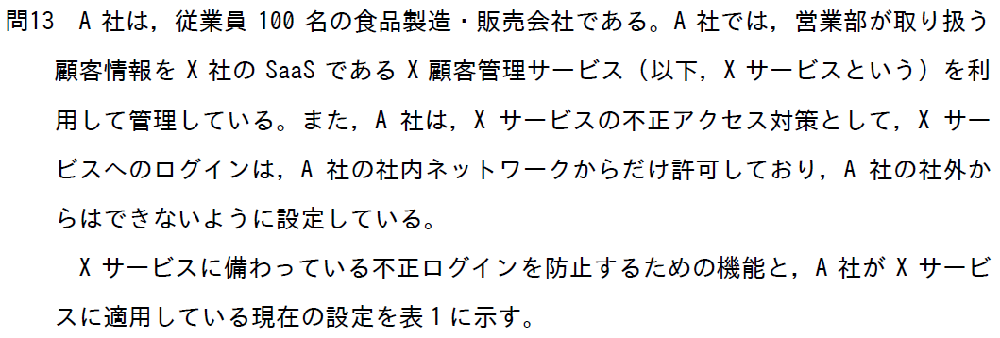 問13 A 社は，従業員 100 名の食品製造・販売会社である。A 社では，営業部が取り扱う
顧客情報を X 社の SaaS である X 顧客管理サービス（以下，X サービスという）を利
用して管理している。また，A 社は，X サービスの不正アクセス対策として，X サー
ビスへのログインは，A 社の社内ネットワークからだけ許可しており，A 社の社外か
らはできないように設定している。
X サービスに備わっている不正ログインを防止するための機能と，A 社が X サービ
スに適用している現在の設定を表 1 に示す。